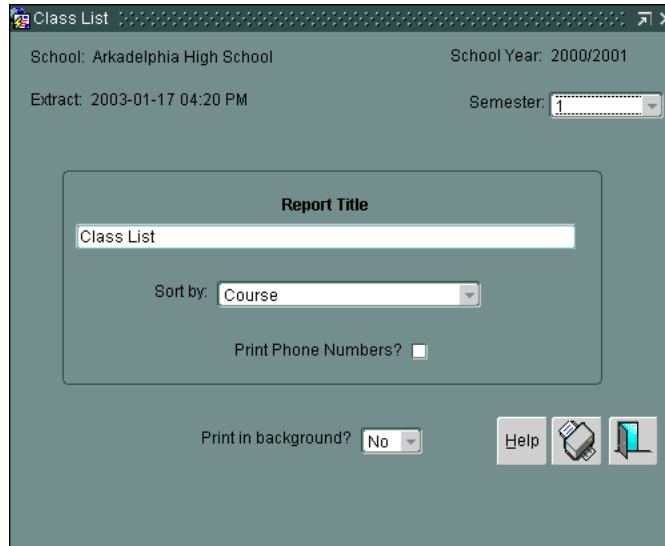 Class List
School: Arkadelphia High School School Year: 2000/2001
Extract: 2003-01-17 04:20 PM Semester: 1
Report Title
Class List
Sort by: Course
Print Phone Numbers?
Print in background? No Help